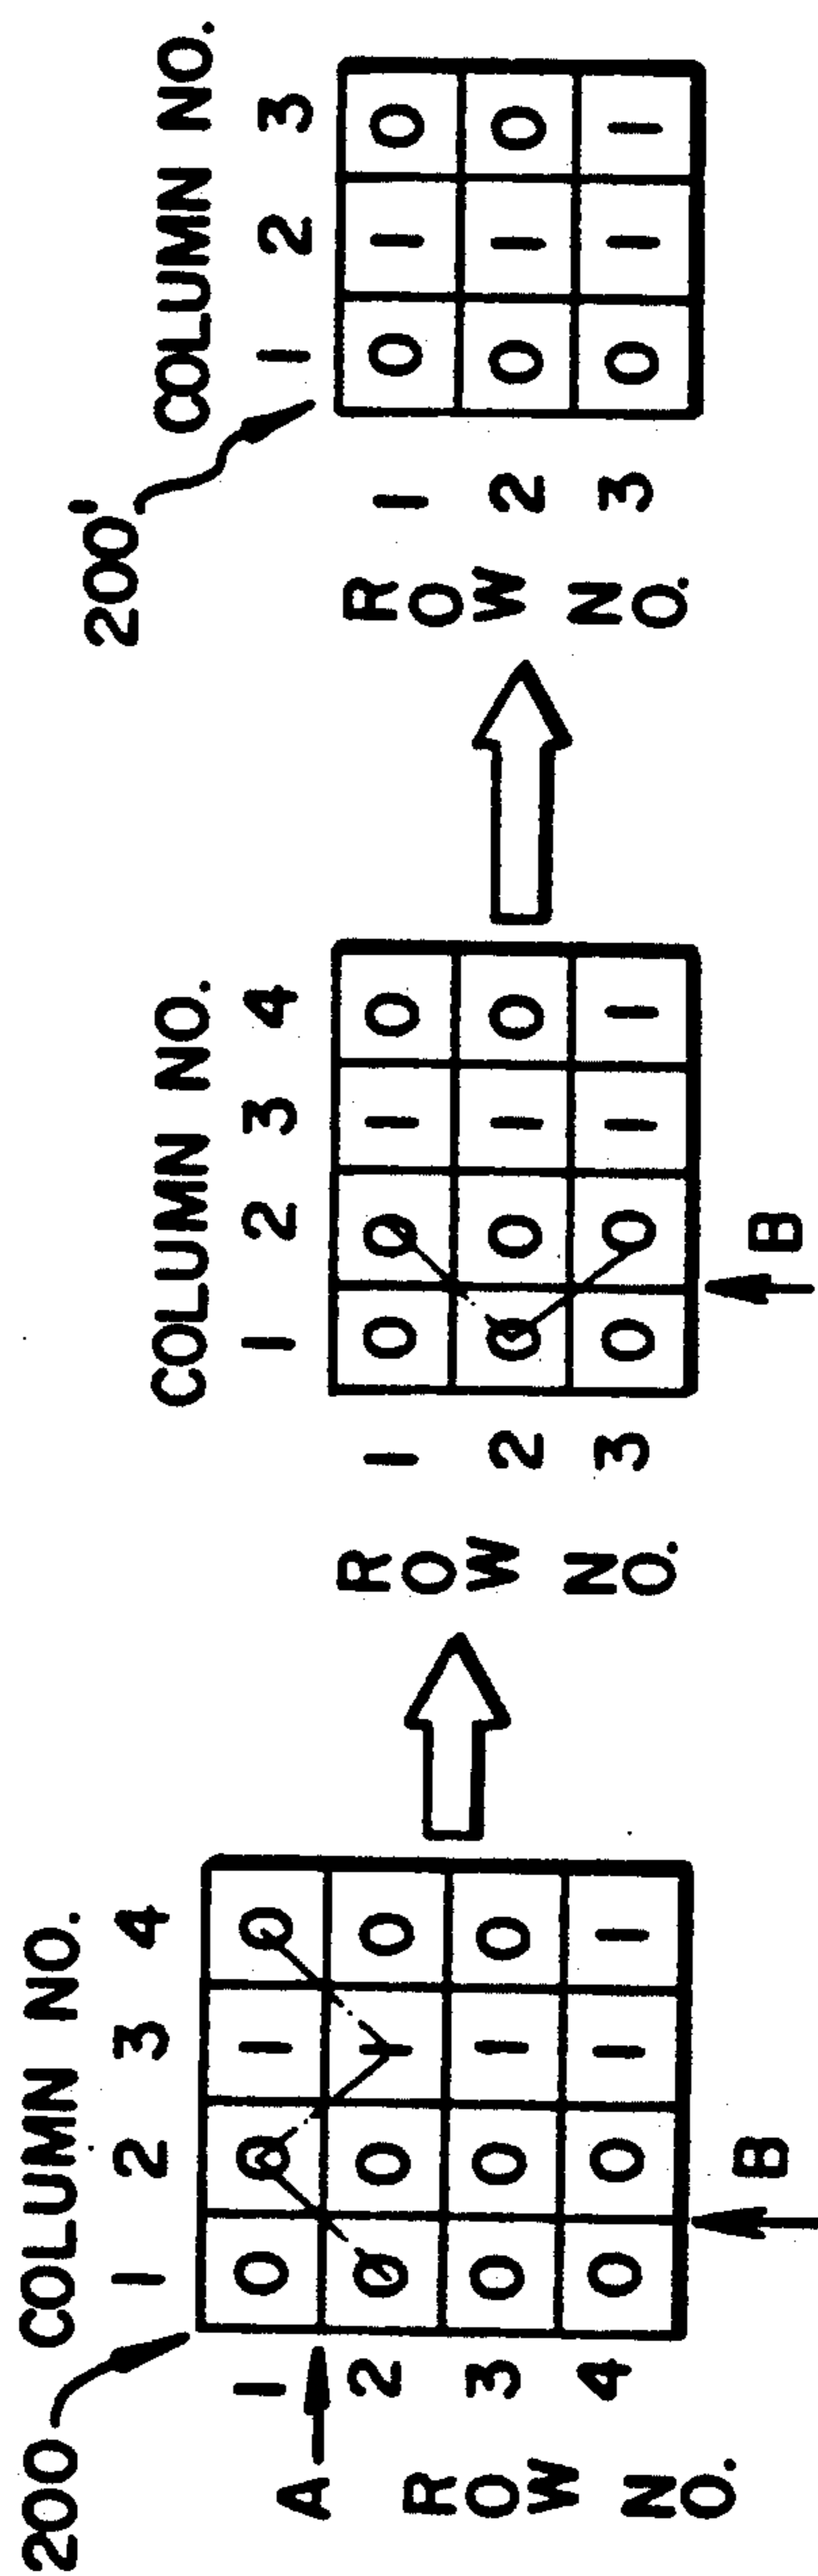 200
COLUMN NO.
1 2 3 4
A
ROW NO.
1 0 0 1 0
2 0 0 1 0
3 0 0 1 0
4 0 0 1 1
B
COLUMN NO.
1 2 3 4
ROW NO.
1 0 0 1 0
2 0 0 1 0
3 0 0 1 1
B
200'
COLUMN NO.
1 2 3
ROW NO.
1 0 1 0
2 0 1 0
3 0 1 1